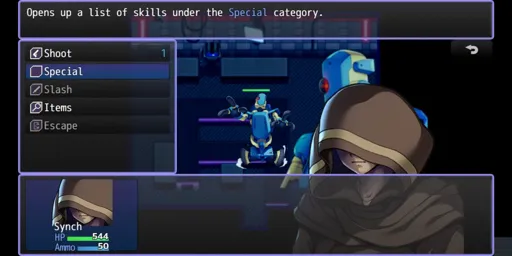 Opens up a list of skills under the Special category.
Shoot 1
Special
Slash
Items
Escape
Synch
HP 544
Ammo 50